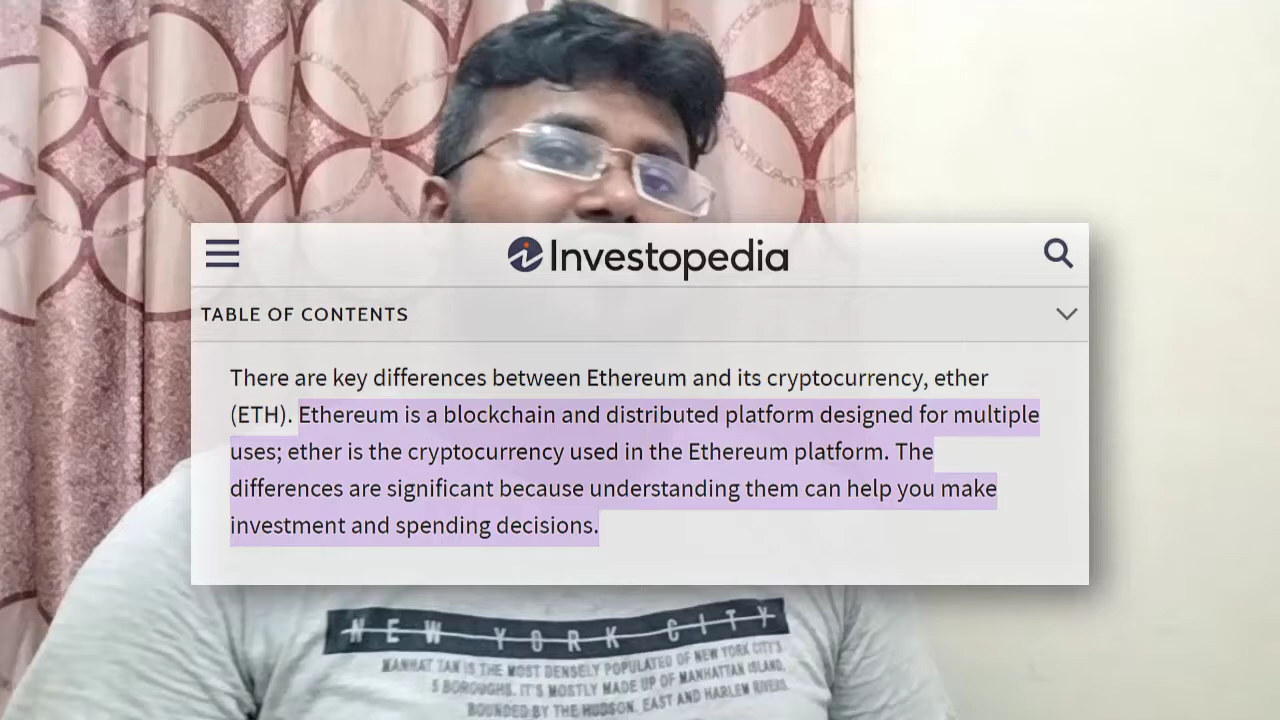 Investopedia
TABLE OF CONTENTS
There are key differences between Ethereum and its cryptocurrency, ether
(ETH). Ethereum is a blockchain and distributed platform designed for multiple
uses; ether is the cryptocurrency used in the Ethereum platform. The
differences are significant because understanding them can help you make
investment and spending decisions.
NEW YORK CITY
MANHAT TAN IS THE MOST DENSELY POPULATED OF NEW YORK CITY'S
5 BOROUGHS. IT'S MOSTLY MADE UP OF MANHATTAN ISLAND,
BOUNDED BY THE HUDSON, EAST AND HARLEM RIVERS.